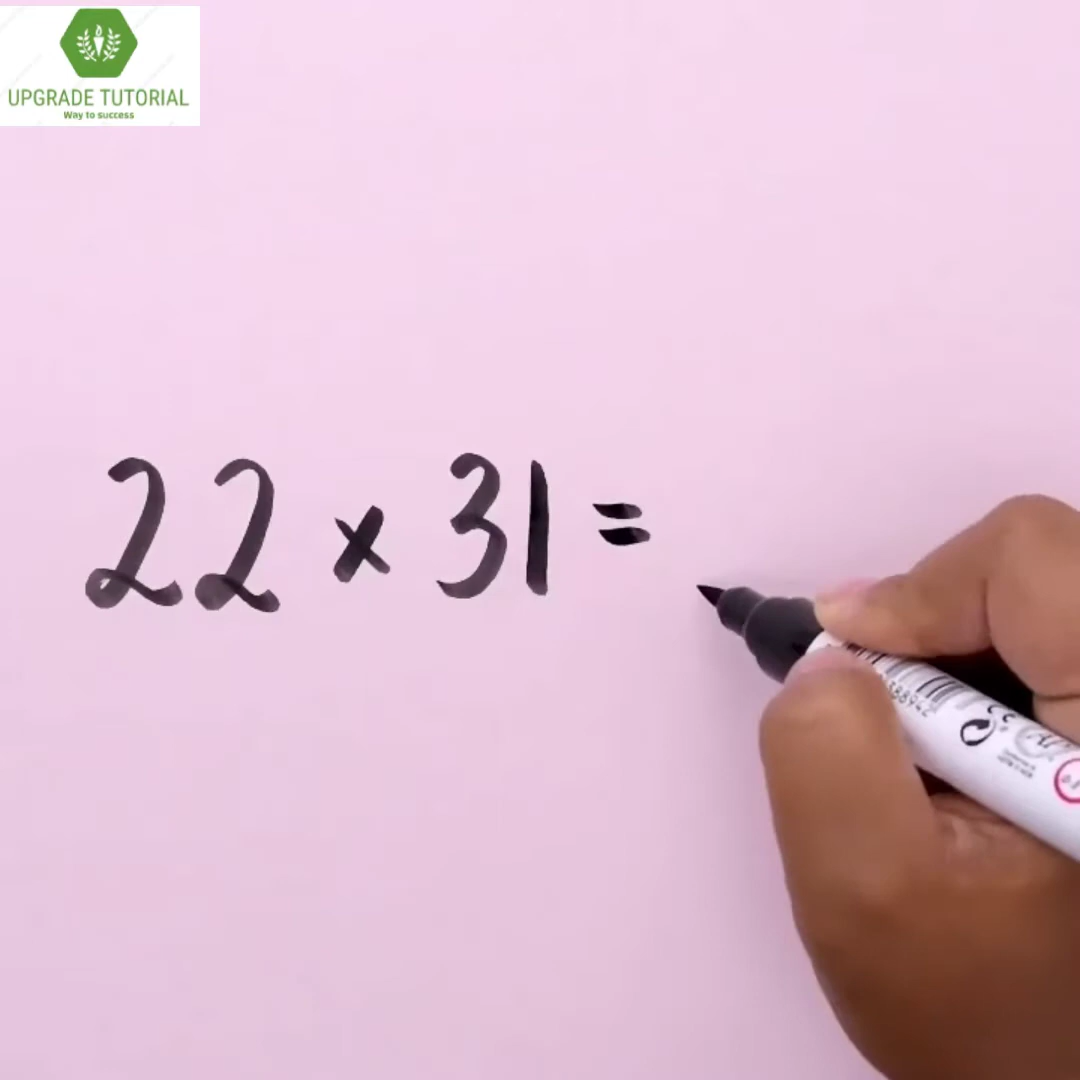 UPGRADE TUTORIAL
Way to success
22 × 31 =